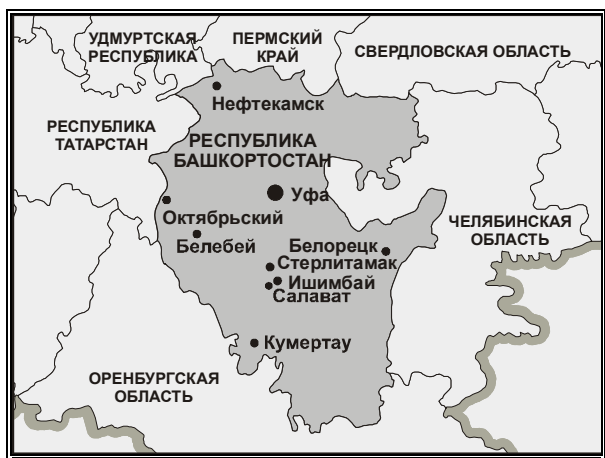 УДМУРТСКАЯ
РЕСПУБЛИКА
ПЕРМСКИЙ
КРАЙ
СВЕРДЛОВСКАЯ ОБЛАСТЬ
Нефтекамск
РЕСПУБЛИКА
ТАТАРСТАН
РЕСПУБЛИКА
БАШКОРТОСТАН
Уфа
Октябрьский
Белебей
ЧЕЛЯБИНСКАЯ
ОБЛАСТЬ
Белорецк
Стерлитамак
Ишимбай
Салават
Кумертау
ОРЕНБУРГСКАЯ
ОБЛАСТЬ